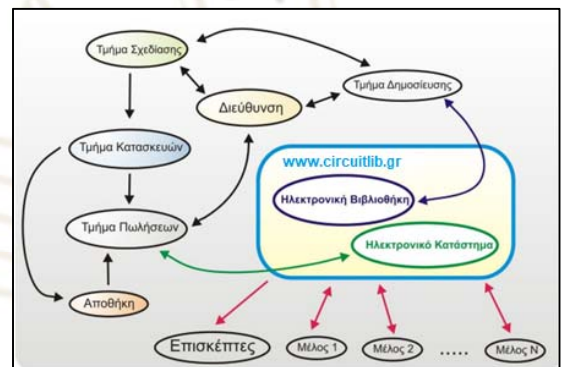 Τμήμα Σχεδίασης
Τμήμα Δημοσίευσης
Διεύθυνση
Τμήμα Κατασκευών
www.circuitlib.gr
Ηλεκτρονική Βιβλιοθήκη
Τμήμα Πωλήσεων
Ηλεκτρονικό Κατάστημα
Αποθήκη
Επισκέπτες
Μέλος 1
Μέλος 2
.....
Μέλος Ν